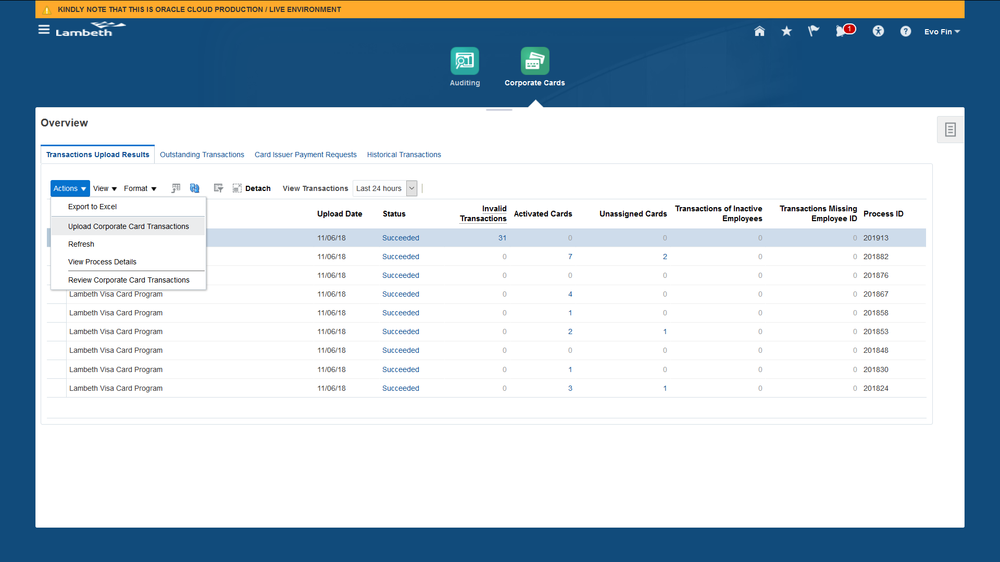 KINDLY NOTE THAT THIS IS ORACLE CLOUD PRODUCTION / LIVE ENVIRONMENT
Lambeth
1
Evo Fin
Auditing
Corporate Cards
Overview
Transactions Upload Results Outstanding Transactions Card Issuer Payment Requests Historical Transactions
Actions View Format Detach View Transactions Last 24 hours
Export to Excel
Upload Corporate Card Transactions
Refresh
View Process Details
Review Corporate Card Transactions
Upload Date Status Invalid Transactions Activated Cards Unassigned Cards Transactions of Inactive Employees Transactions Missing Employee ID Process ID
11/06/18 Succeeded 31 0 0 0 0 201913
11/06/18 Succeeded 0 7 2 0 0 201882
11/06/18 Succeeded 0 0 0 0 0 201876
Lambeth Visa Card Program 11/06/18 Succeeded 0 4 0 0 0 201867
Lambeth Visa Card Program 11/06/18 Succeeded 0 1 0 0 0 201858
Lambeth Visa Card Program 11/06/18 Succeeded 0 2 1 0 0 201853
Lambeth Visa Card Program 11/06/18 Succeeded 0 0 0 0 0 201848
Lambeth Visa Card Program 11/06/18 Succeeded 0 1 0 0 0 201830
Lambeth Visa Card Program 11/06/18 Succeeded 0 3 1 0 0 201824